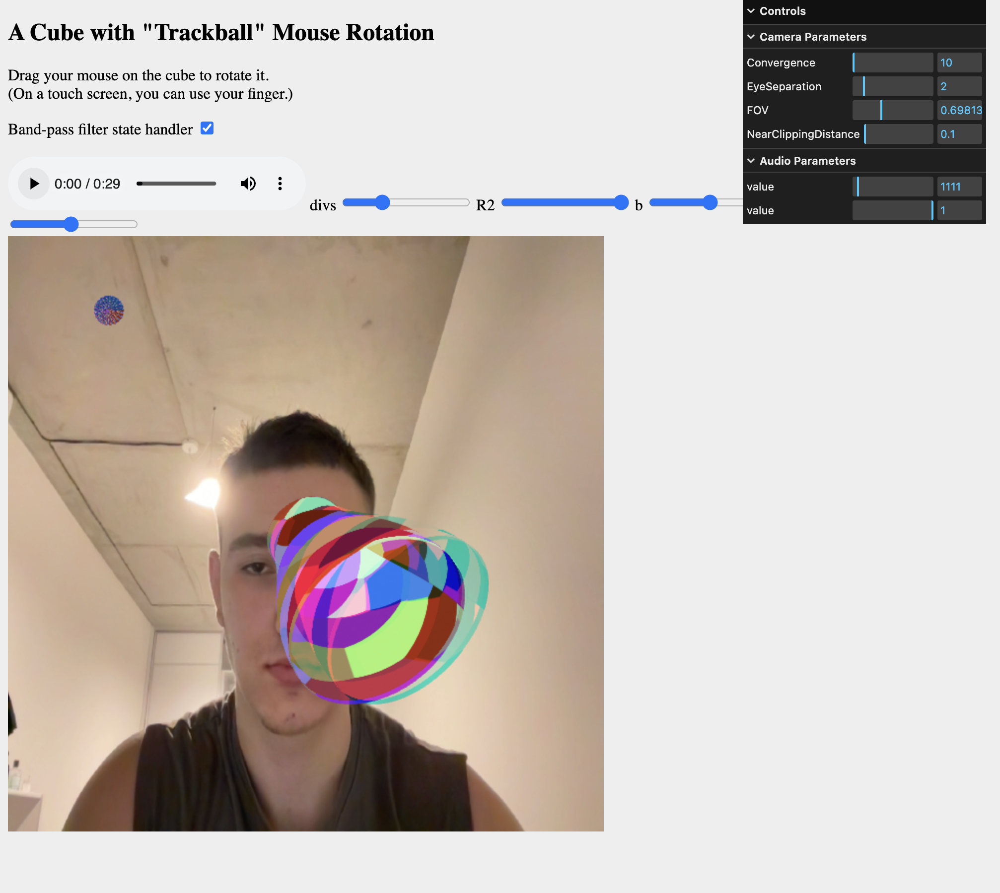 A Cube with "Trackball" Mouse Rotation
Drag your mouse on the cube to rotate it.
(On a touch screen, you can use your finger.)
Band-pass filter state handler
0:00 / 0:29
divs R2 b
Controls
Camera Parameters
Convergence 10
EyeSeparation 2
FOV 0.69813
NearClippingDistance 0.1
Audio Parameters
value 1111
value 1